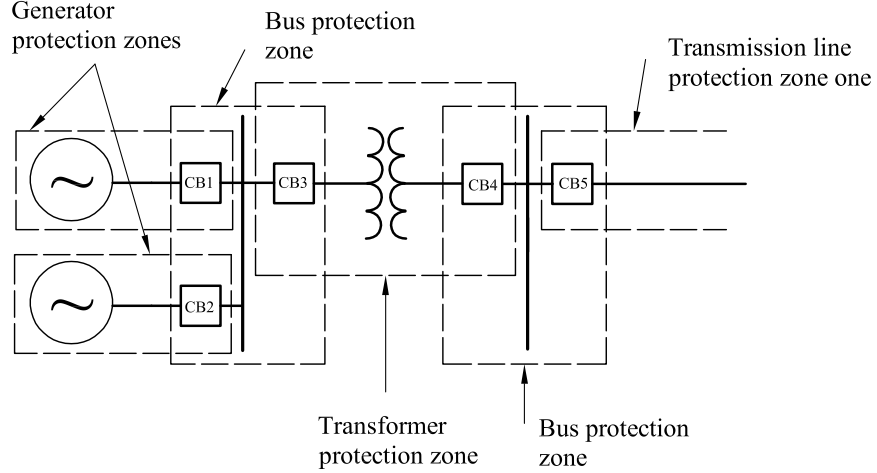 Generator
protection zones
Bus protection
zone
Transmission line
protection zone one
CB1
CB3
CB4
CB5
CB2
Transformer
protection zone
Bus protection
zone